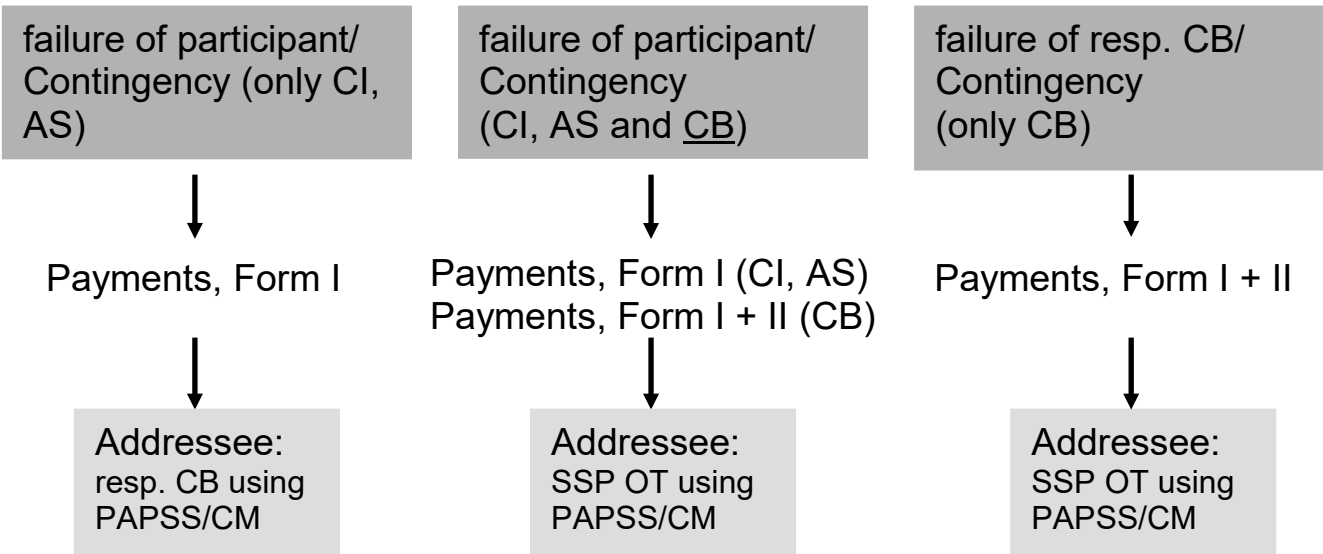 failure of participant/
Contingency (only CI,
AS)
Payments, Form I
Addressee:
resp. CB using
PAPSS/CM
failure of participant/
Contingency
(CI, AS and CB)
Payments, Form I (CI, AS)
Payments, Form I + II (CB)
Addressee:
SSP OT using
PAPSS/CM
failure of resp. CB/
Contingency
(only CB)
Payments, Form I + II
Addressee:
SSP OT using
PAPSS/CM